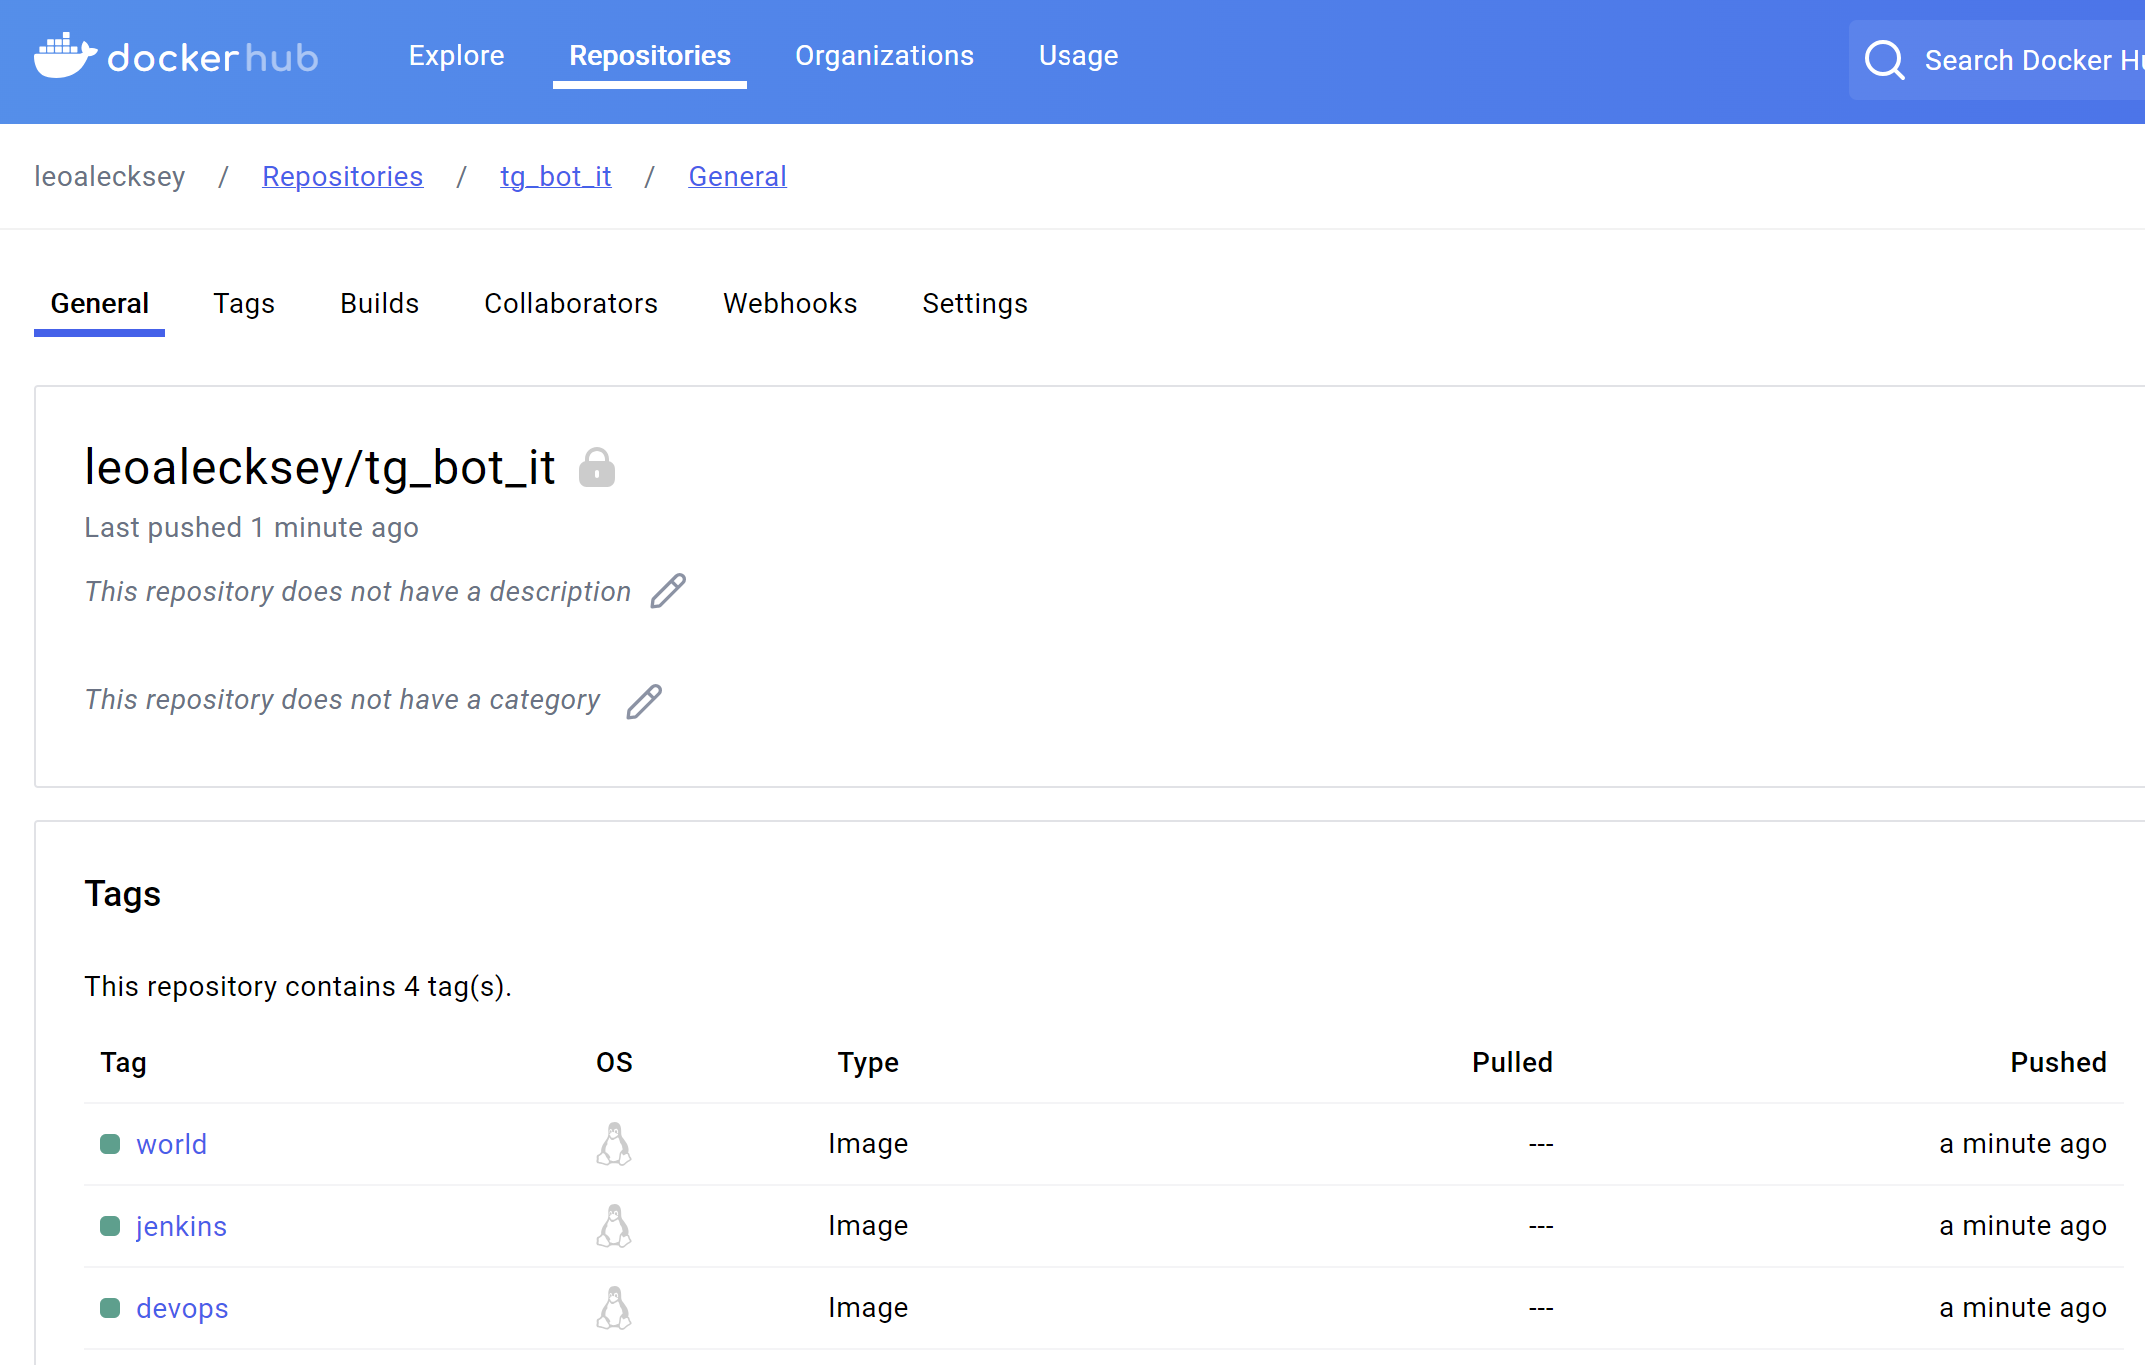 dockerhub Explore Repositories Organizations Usage Search Docker Hu
leoalecksey / Repositories / tg_bot_it / General
General Tags Builds Collaborators Webhooks Settings
leoalecksey/tg_bot_it
Last pushed 1 minute ago
This repository does not have a description
This repository does not have a category
Tags
This repository contains 4 tag(s).
Tag OS Type Pulled Pushed
world Image --- a minute ago
jenkins Image --- a minute ago
devops Image --- a minute ago